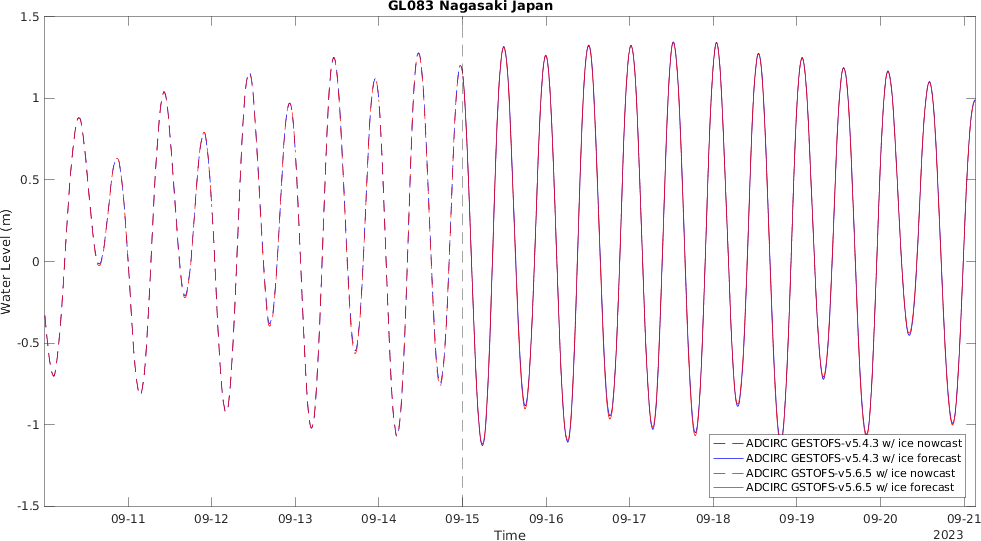 GL083 Nagasaki Japan
Water Level (m)
1.5
1
0.5
0
-0.5
-1
-1.5
ADCIRC GESTOFS-v5.4.3 w/ ice nowcast
ADCIRC GESTOFS-v5.4.3 w/ ice forecast
ADCIRC GSTOFS-v5.6.5 w/ ice nowcast
ADCIRC GSTOFS-v5.6.5 w/ ice forecast
09-11 09-12 09-13 09-14 09-15 09-16 09-17 09-18 09-19 09-20 09-21
Time
2023